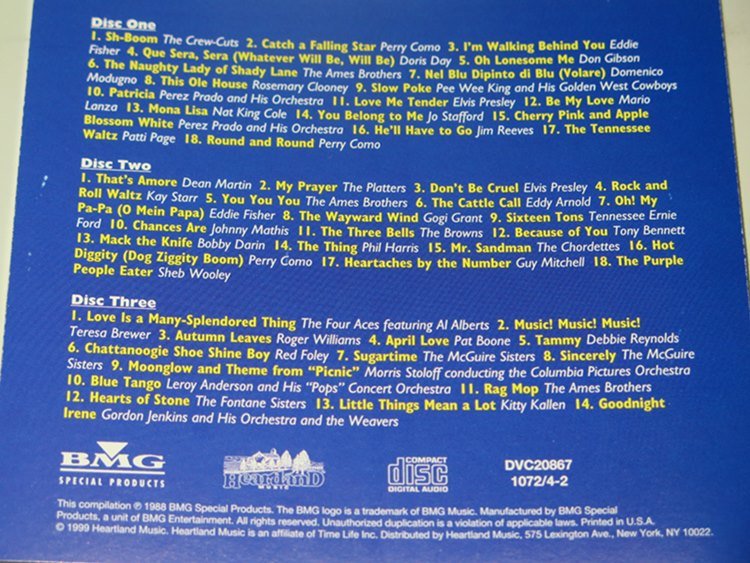 Disc One
1. Sh-Boom The Crew-Cuts 2. Catch a Falling Star Perry Como 3. I'm Walking Behind You Eddie
Fisher 4. Que Sera, Sera (Whatever Will Be, Will Be) Doris Day 5. Oh Lonesome Me Don Gibson
6. The Naughty Lady of Shady Lane The Ames Brothers 7. Nel Blu Dipinto di Blu (Volare) Domenico
Modugno 8. This Ole House Rosemary Clooney 9. Slow Poke Pee Wee King and His Golden West Cowboys
10. Patricia Perez Prado and His Orchestra 11. Love Me Tender Elvis Presley 12. Be My Love Mario
Lanza 13. Mona Lisa Nat King Cole 14. You Belong to Me Jo Stafford 15. Cherry Pink and Apple
Blossom White Perez Prado and His Orchestra 16. He'll Have to Go Jim Reeves 17. The Tennessee
Waltz Patti Page 18. Round and Round Perry Como
Disc Two
1. That's Amore Dean Martin 2. My Prayer The Platters 3. Don't Be Cruel Elvis Presley 4. Rock and
Roll Waltz Kay Starr 5. You You You The Ames Brothers 6. The Cattle Call Eddy Arnold 7. Oh! My
Pa-Pa (O Mein Papa) Eddie Fisher 8. The Wayward Wind Gogi Grant 9. Sixteen Tons Tennessee Ernie
Ford 10. Chances Are Johnny Mathis 11. The Three Bells The Browns 12. Because of You Tony Bennett
13. Mack the Knife Bobby Darin 14. The Thing Phil Harris 15. Mr. Sandman The Chordettes 16. Hot
Diggity (Dog Ziggity Boom) Perry Como 17. Heartaches by the Number Guy Mitchell 18. The Purple
People Eater Sheb Wooley
Disc Three
1. Love Is a Many-Splendored Thing The Four Aces featuring Al Alberts 2. Music! Music! Music!
Teresa Brewer 3. Autumn Leaves Roger Williams 4. April Love Pat Boone 5. Tammy Debbie Reynolds
6. Chattanoogie Shoe Shine Boy Red Foley 7. Sugartime The McGuire Sisters 8. Sincerely The McGuire
Sisters 9. Moonglow and Theme from "Picnic" Morris Stoloff conducting the Columbia Pictures Orchestra
10. Blue Tango Leroy Anderson and His "Pops" Concert Orchestra 11. Rag Mop The Ames Brothers
12. Hearts of Stone The Fontane Sisters 13. Little Things Mean a Lot Kitty Kallen 14. Goodnight
Irene Gordon Jenkins and His Orchestra and the Weavers
BMG
SPECIAL PRODUCTS
Heartland
MUSIC
COMPACT
disc
DIGITAL AUDIO
DVC20867
1072/4-2
This compilation ℗ 1988 BMG Special Products. The BMG logo is a trademark of BMG Music. Manufactured by BMG Special
Products, a unit of BMG Entertainment. All rights reserved. Unauthorized duplication is a violation of applicable laws. Printed in U.S.A.
© 1999 Heartland Music. Heartland Music is an affiliate of Time Life Inc. Distributed by Heartland Music, 575 Lexington Ave., New York, NY 10022.